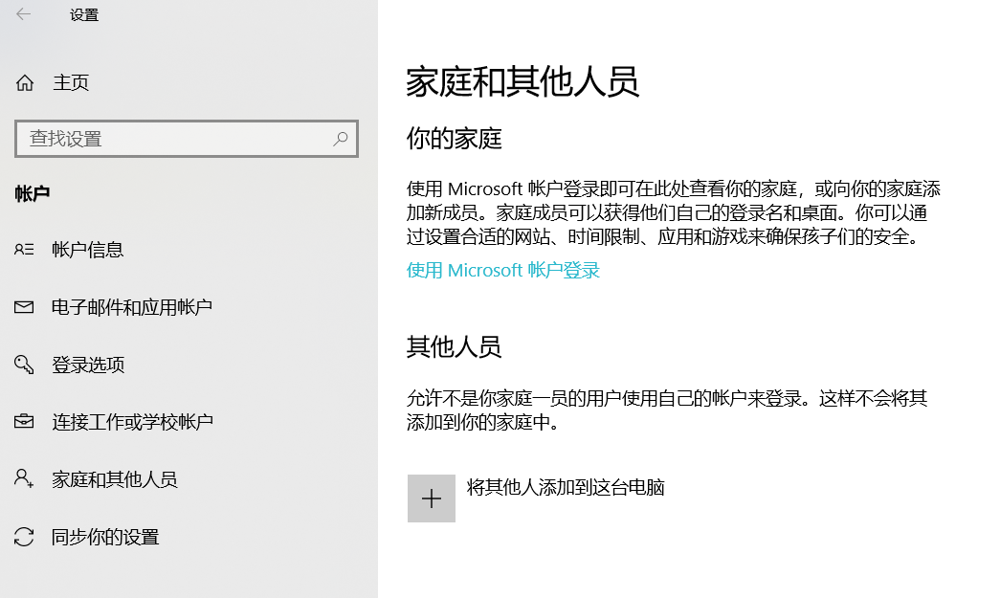 设置
主页
查找设置
帐户
帐户信息
电子邮件和应用帐户
登录选项
连接工作或学校帐户
家庭和其他人员
同步你的设置
家庭和其他人员
你的家庭
使用 Microsoft 帐户登录即可在此处查看你的家庭，或向你的家庭添
加新成员。家庭成员可以获得他们自己的登录名和桌面。你可以通
过设置合适的网站、时间限制、应用和游戏来确保孩子们的安全。
使用 Microsoft 帐户登录
其他人员
允许不是你家庭一员的用户使用自己的帐户来登录。这样不会将其
添加到你的家庭中。
将其他人添加到这台电脑